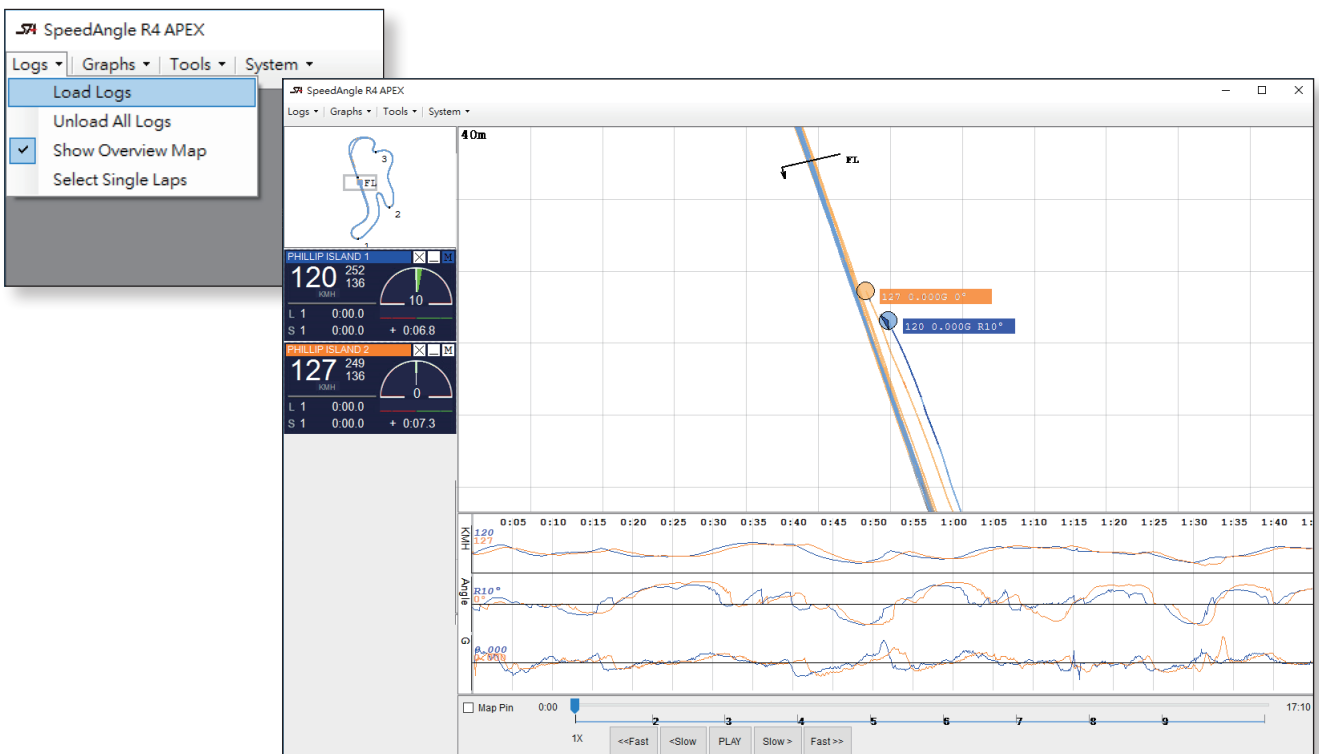 SA SpeedAngle R4 APEX
Logs Graphs Tools System
Load Logs
Unload All Logs
Show Overview Map
Select Single Laps
SA SpeedAngle R4 APEX
Logs Graphs Tools System
3
FL
2
1
PHILLIP ISLAND 1 M
120 252
136
KMH
10
L 1 0:00.0
S 1 0:00.0 + 0:06.8
PHILLIP ISLAND 2 M
127 249
136
KMH
0
L 1 0:00.0
S 1 0:00.0 + 0:07.3
40m
FL
127 0.000G 0°
120 0.000G R10°
0:05 0:10 0:15 0:20 0:25 0:30 0:35 0:40 0:45 0:50 0:55 1:00 1:05 1:10 1:15 1:20 1:25 1:30 1:35 1:40 1:
KMH
120
127
Angle
R10°
0°
G
0.000
0.000
Map Pin 0:00 17:10
2 3 4 5 6 7 8 9
1X <<Fast <Slow PLAY Slow > Fast >>